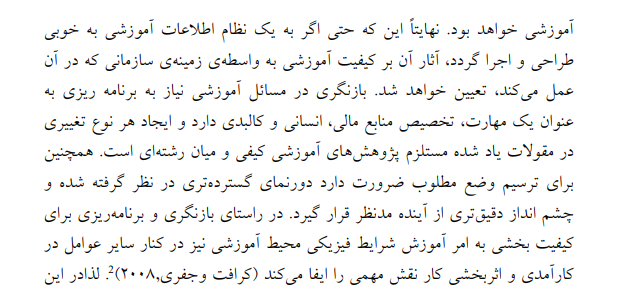 آموزشی خواهد بود. نهایتاً این که حتی اگر به یک نظام اطلاعات آموزشی به خوبی
طراحی و اجرا گردد، آثار آن بر کیفیت آموزشی به واسطه‌ی زمینه‌ی سازمانی که در آن
عمل می‌کند، تعیین خواهد شد. بازنگری در مسائل آموزشی نیاز به برنامه ریزی به
عنوان یک مهارت، تخصیص منابع مالی، انسانی و کالبدی دارد و ایجاد هر نوع تغییری
در مقولات یاد شده مستلزم پژوهش‌های آموزشی کیفی و میان رشته‌ای است. همچنین
برای ترسیم وضع مطلوب ضرورت دارد دورنمای گسترده‌تری در نظر گرفته شده و
چشم انداز دقیق‌تری از آینده مدنظر قرار گیرد. در راستای بازنگری و برنامه‌ریزی برای
کیفیت بخشی به امر آموزش شرایط فیزیکی محیط آموزشی نیز در کنار سایر عوامل در
کارآمدی و اثربخشی کار نقش مهمی را ایفا می‌کند (کرافت وجفری,۲۰۰۸)2. لذادر این